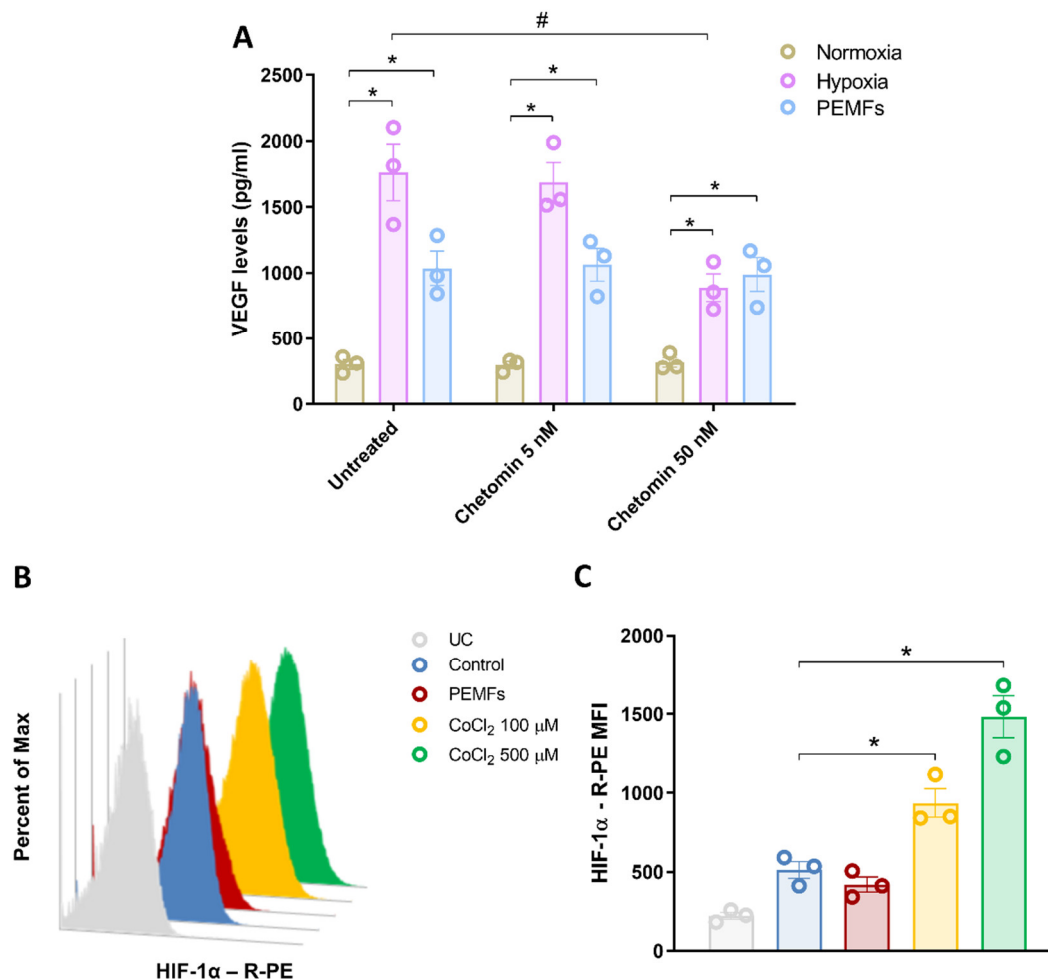 A
#
Normoxia
Hypoxia
PEMFs
* * *
* * *
VEGF levels (pg/ml)
2500
2000
1500
1000
500
0
Untreated
Chetomin 5 nM
Chetomin 50 nM
B
UC
Control
PEMFs
CoCl₂ 100 μM
CoCl₂ 500 μM
Percent of Max
HIF-1α – R-PE
C
*
*
HIF-1α - R-PE MFI
2000
1500
1000
500
0